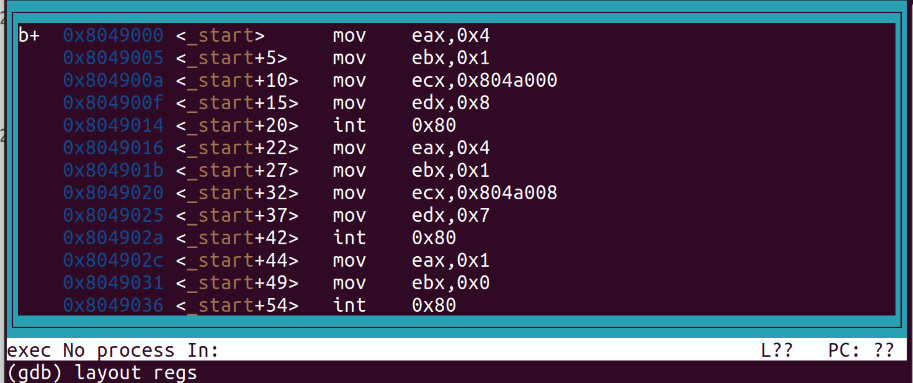 b+ 0x8049000 <_start> mov eax,0x4
0x8049005 <_start+5> mov ebx,0x1
0x804900a <_start+10> mov ecx,0x804a000
0x804900f <_start+15> mov edx,0x8
0x8049014 <_start+20> int 0x80
0x8049016 <_start+22> mov eax,0x4
0x804901b <_start+27> mov ebx,0x1
0x8049020 <_start+32> mov ecx,0x804a008
0x8049025 <_start+37> mov edx,0x7
0x804902a <_start+42> int 0x80
0x804902c <_start+44> mov eax,0x1
0x8049031 <_start+49> mov ebx,0x0
0x8049036 <_start+54> int 0x80
exec No process In: L?? PC: ??
(gdb) layout regs